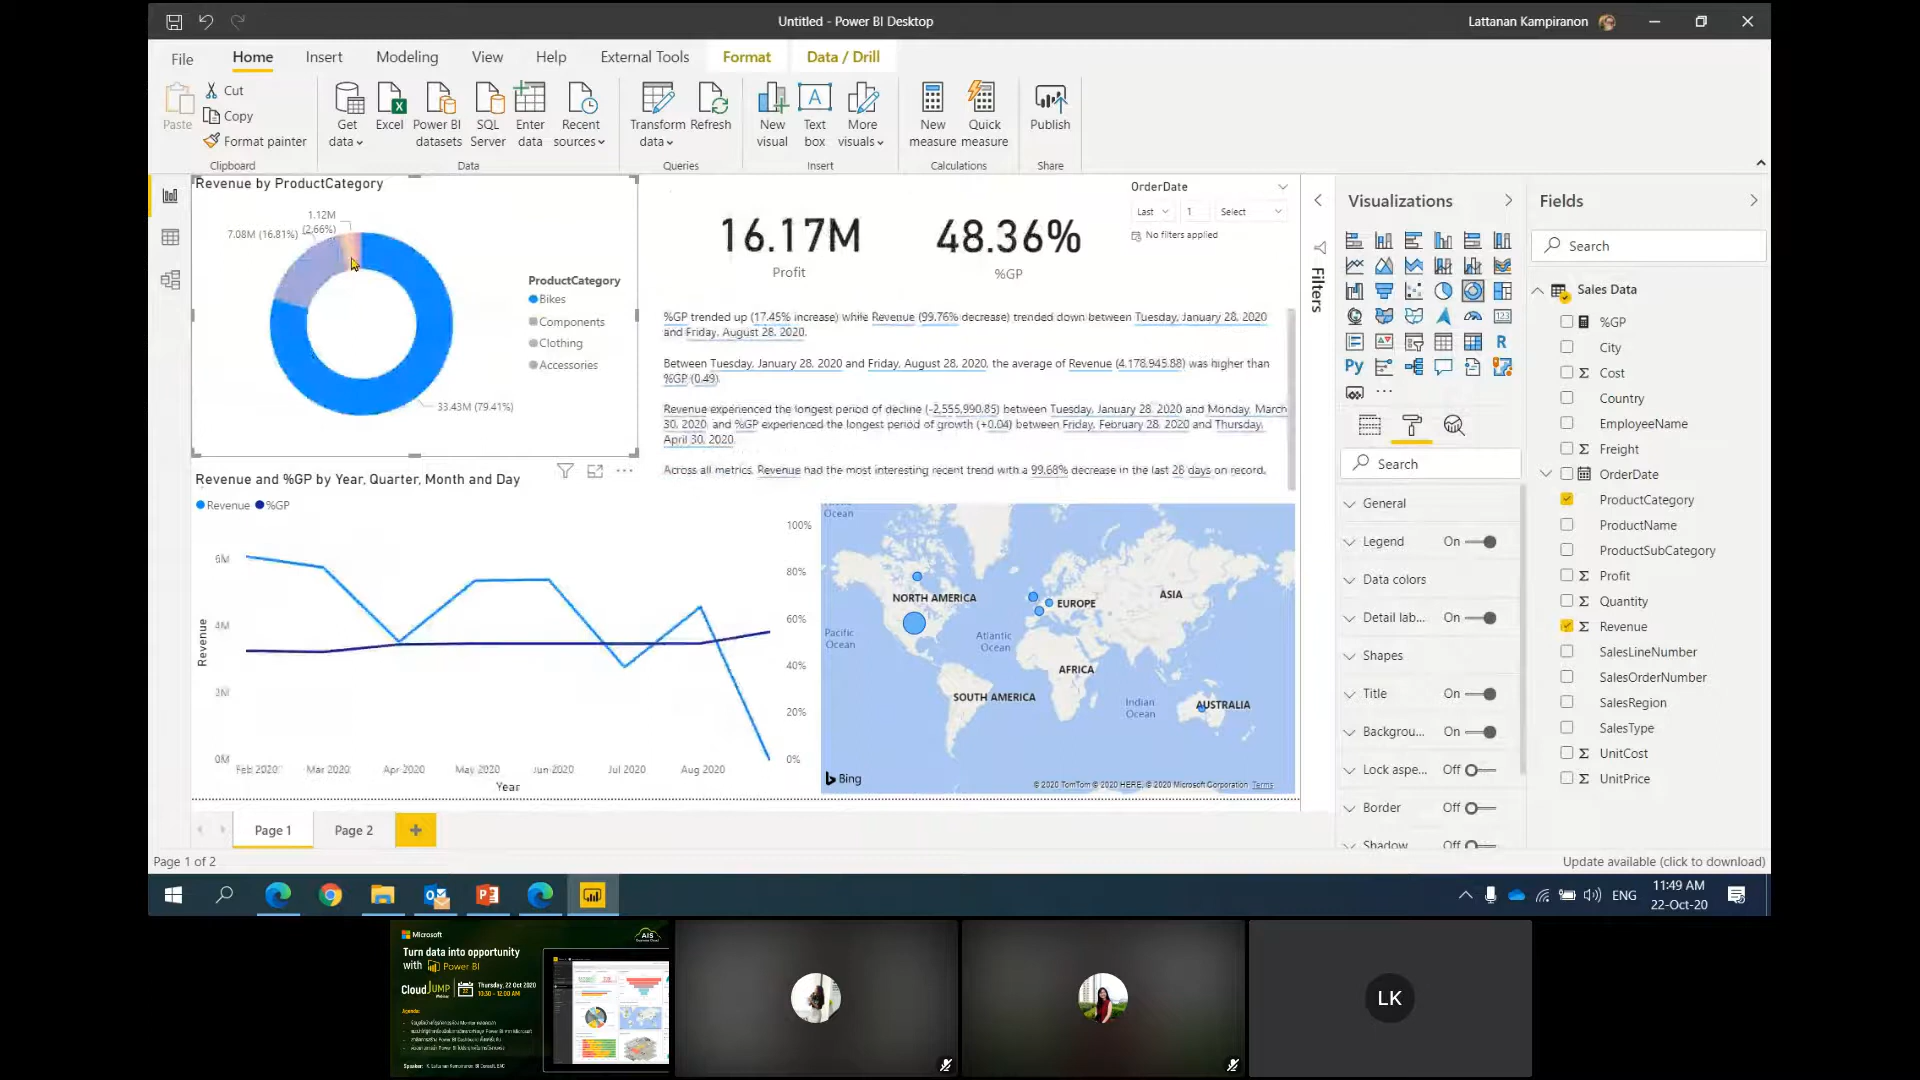 Untitled - Power BI Desktop
Lattanan Kampiranon
File
Home
Insert
Modeling
View
Help
External Tools
Format
Data / Drill
Paste
Cut
Copy
Format painter
Clipboard
Get data
Excel
Power BI datasets
SQL Server
Enter data
Recent sources
Data
Transform data
Refresh
Queries
New visual
Text box
More visuals
Insert
New measure
Quick measure
Calculations
Publish
Share
Revenue by ProductCategory
1.12M
(2.66%)
7.08M (16.81%)
33.43M (79.41%)
ProductCategory
Bikes
Components
Clothing
Accessories
16.17M
Profit
48.36%
%GP
OrderDate
Last
1
Select
No filters applied
%GP trended up (17.45% increase) while Revenue (99.76% decrease) trended down between Tuesday, January 28, 2020
and Friday, August 28, 2020.
Between Tuesday, January 28, 2020 and Friday, August 28, 2020, the average of Revenue (4,178,945.88) was higher than
%GP (0.49).
Revenue experienced the longest period of decline (-2,555,990.85) between Tuesday, January 28, 2020 and Monday, March
30, 2020 and %GP experienced the longest period of growth (+0.04) between Friday, February 28, 2020 and Thursday,
April 30, 2020.
Across all metrics, Revenue had the most interesting recent trend with a 99.68% decrease in the last 28 days on record.
Revenue and %GP by Year, Quarter, Month and Day
Revenue
%GP
6M
4M
2M
0M
Revenue
100%
80%
60%
40%
20%
0%
Feb 2020
Mar 2020
Apr 2020
May 2020
Jun 2020
Jul 2020
Aug 2020
Year
Ocean
NORTH AMERICA
EUROPE
ASIA
Pacific
Ocean
Atlantic
Ocean
AFRICA
SOUTH AMERICA
Indian
Ocean
AUSTRALIA
Bing
© 2020 TomTom © 2020 HERE, © 2020 Microsoft Corporation Terms
Filters
Visualizations
R
Py
123
Search
General
Legend On
Data colors
Detail lab... On
Shapes
Title On
Backgrou... On
Lock aspe... Off
Border Off
Shadow Off
Fields
Search
Sales Data
%GP
City
Cost
Country
EmployeeName
Freight
OrderDate
ProductCategory
ProductName
ProductSubCategory
Profit
Quantity
Revenue
SalesLineNumber
SalesOrderNumber
SalesRegion
SalesType
UnitCost
UnitPrice
Page 1
Page 2
Page 1 of 2
Update available (click to download)
ENG
11:49 AM
22-Oct-20
Microsoft
AIS
Turn data into opportunity
with Power BI
CloudJUMP
Thursday, 22 Oct 2020
10:30 - 12:00 AM
Agenda:
LK